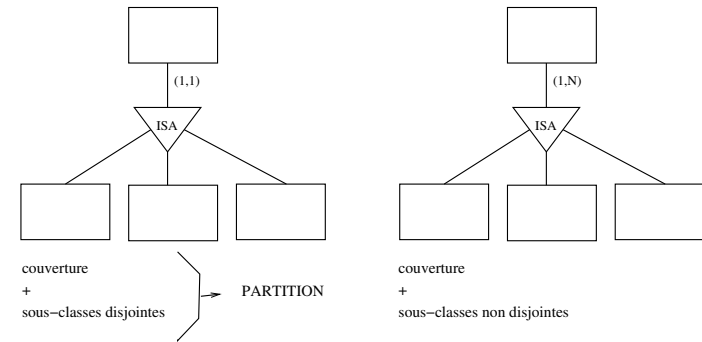 (1,1)
ISA
couverture
+
sous−classes disjointes
PARTITION
(1,N)
ISA
couverture
+
sous−classes non disjointes